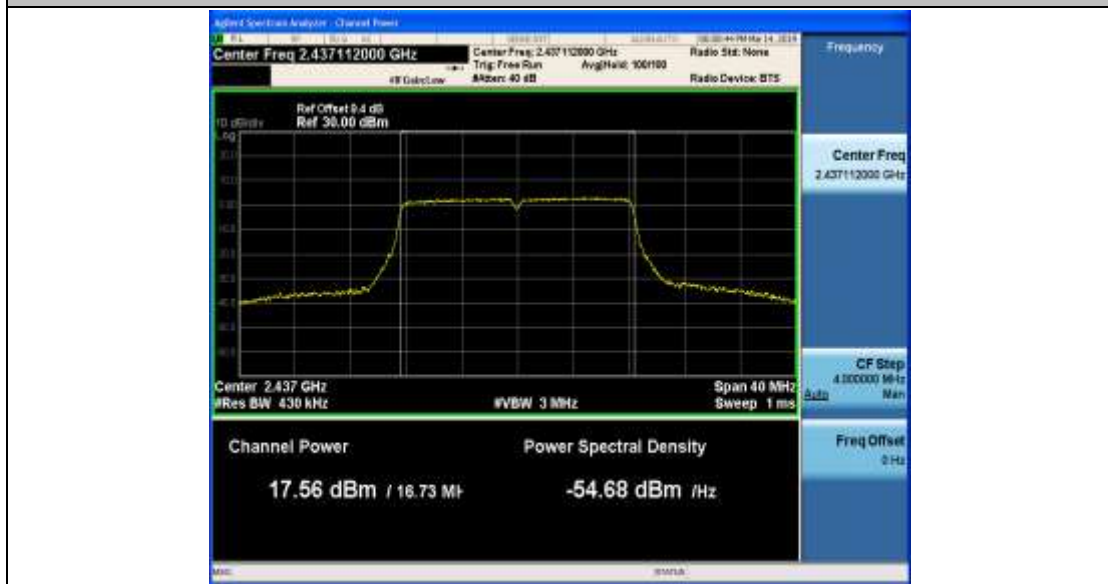 Agilent Spectrum Analyzer - Channel Power
Center Freq 2.437112000 GHz
Center Freq: 2.437112000 GHz
Radio Std: None
Trig: Free Run
Avg|Hold: 100/100
#IFGain:Low
#Atten: 40 dB
Radio Device: BTS
Ref Offset 9.4 dB
10 dB/div
Ref 30.00 dBm
Log
Center 2.437 GHz
Span 40 MHz
#Res BW 430 kHz
#VBW 3 MHz
Sweep 1 ms
Channel Power
Power Spectral Density
17.56 dBm / 16.73 MH
-54.68 dBm /Hz
Frequency
Center Freq
2.437112000 GHz
CF Step
4.000000 MHz
Auto
Man
Freq Offset
0 Hz
MSG
STATUS